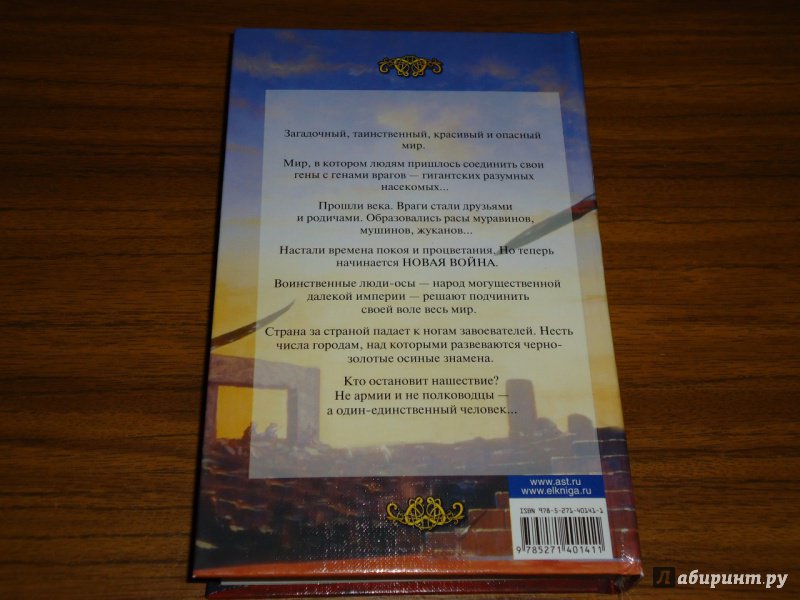 Загадочный, таинственный, красивый и опасный
мир.
Мир, в котором людям пришлось соединить свои
гены с генами врагов — гигантских разумных
насекомых...
Прошли века. Враги стали друзьями
и родичами. Образовались расы муравинов,
мушинов, жуканов...
Настали времена покоя и процветания. Но теперь
начинается НОВАЯ ВОЙНА.
Воинственные люди-осы — народ могущественной
далекой империи — решают подчинить
своей воле весь мир.
Страна за страной падает к ногам завоевателей. Несть
числа городам, над которыми развеваются черно-
золотые осиные знамена.
Кто остановит нашествие?
Не армии и не полководцы —
а один-единственный человек...
www.ast.ru
www.elkniga.ru
ISBN 978-5-271-40141-1
9 785271 401411
Лабиринт.ру